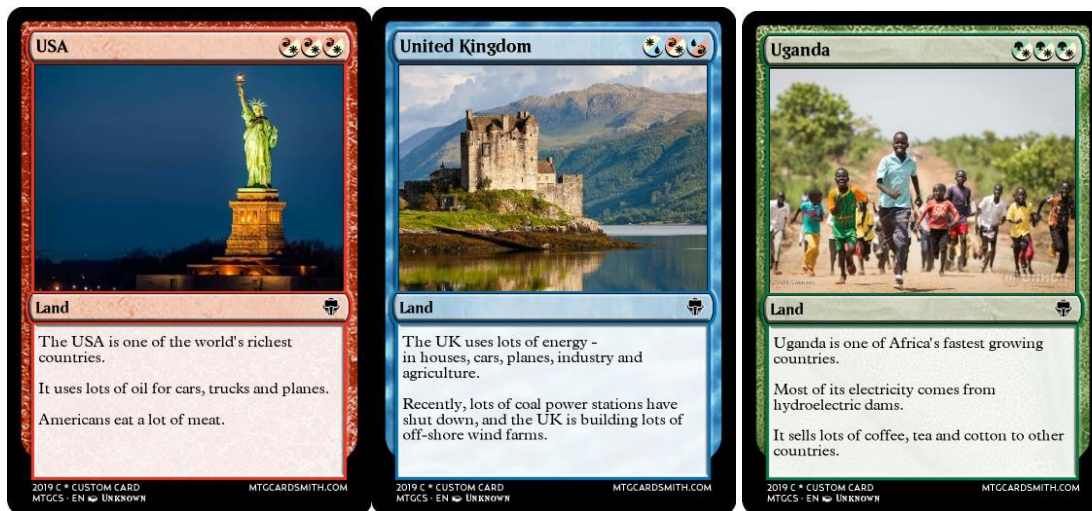 USA
Land
The USA is one of the world's richest
countries.
It uses lots of oil for cars, trucks and planes.
Americans eat a lot of meat.
2019 C * CUSTOM CARD
MTGCARDSMITH.COM
MTGCS · EN UNKNOWN
United Kingdom
Land
The UK uses lots of energy -
in houses, cars, planes, industry and
agriculture.
Recently, lots of coal power stations have
shut down, and the UK is building lots of
off-shore wind farms.
2019 C * CUSTOM CARD
MTGCARDSMITH.COM
MTGCS · EN UNKNOWN
Uganda
Land
Uganda is one of Africa's fastest growing
countries.
Most of its electricity comes from
hydroelectric dams.
It sells lots of coffee, tea and cotton to other
countries.
2019 C * CUSTOM CARD
MTGCARDSMITH.COM
MTGCS · EN UNKNOWN